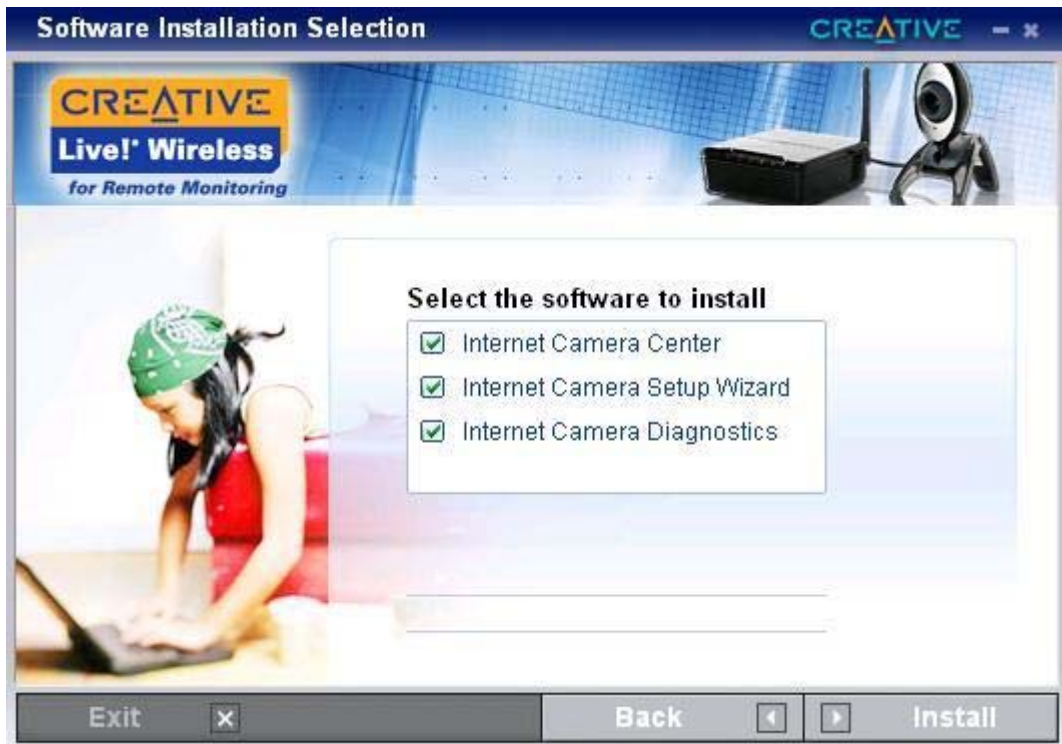 Software Installation Selection
CREATIVE
CREATIVE
Live!* Wireless
for Remote Monitoring
Select the software to install
Internet Camera Center
Internet Camera Setup Wizard
Internet Camera Diagnostics
Exit
Back
Install